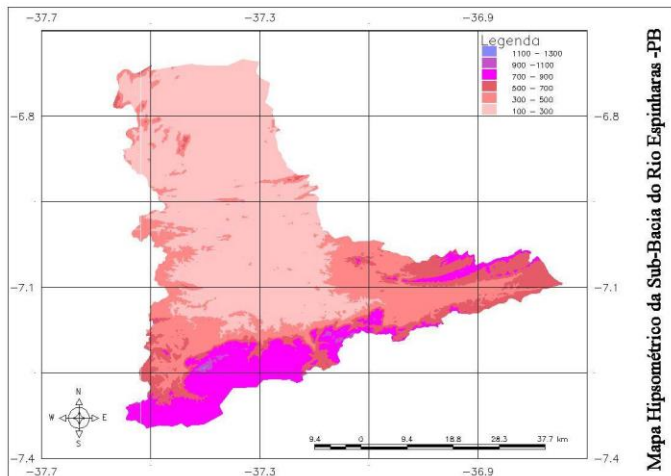 -37.7 -37.3 -36.9
Legenda
1100 - 1300
900 -1100
700 - 900
500 - 700
300 - 500
100 - 300
-6.8 -6.8
-7.1 -7.1
N
W E
S
9.4 0 9.4 18.8 28.3 37.7 km
-7.4 -7.4
-37.7 -37.3 -36.9
Mapa Hipsométrico da Sub-Bacia do Rio Espinharas -PB